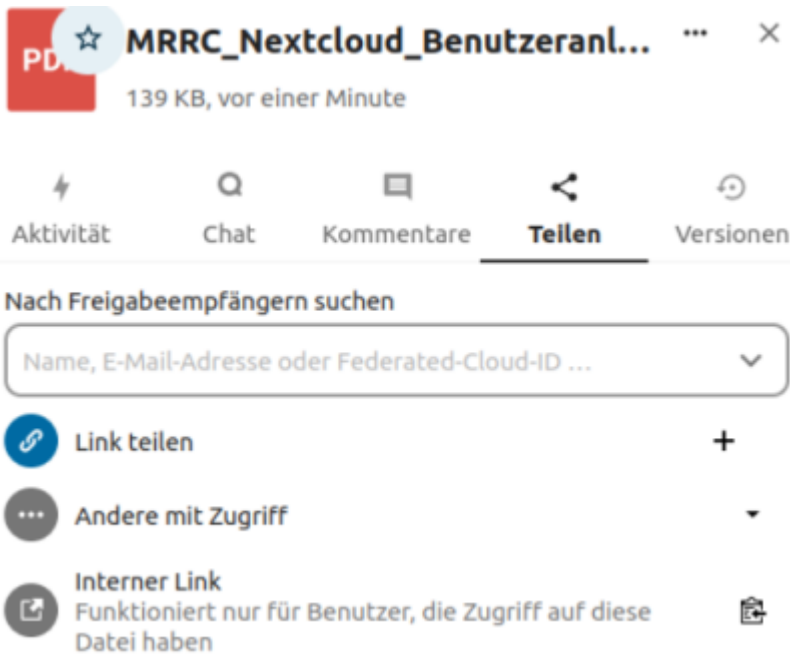 PD
MRRC_Nextcloud_Benutzeranl...
139 KB, vor einer Minute
Aktivität Chat Kommentare Teilen Versionen
Nach Freigabeempfängern suchen
Name, E-Mail-Adresse oder Federated-Cloud-ID ...
Link teilen
Andere mit Zugriff
Interner Link
Funktioniert nur für Benutzer, die Zugriff auf diese
Datei haben